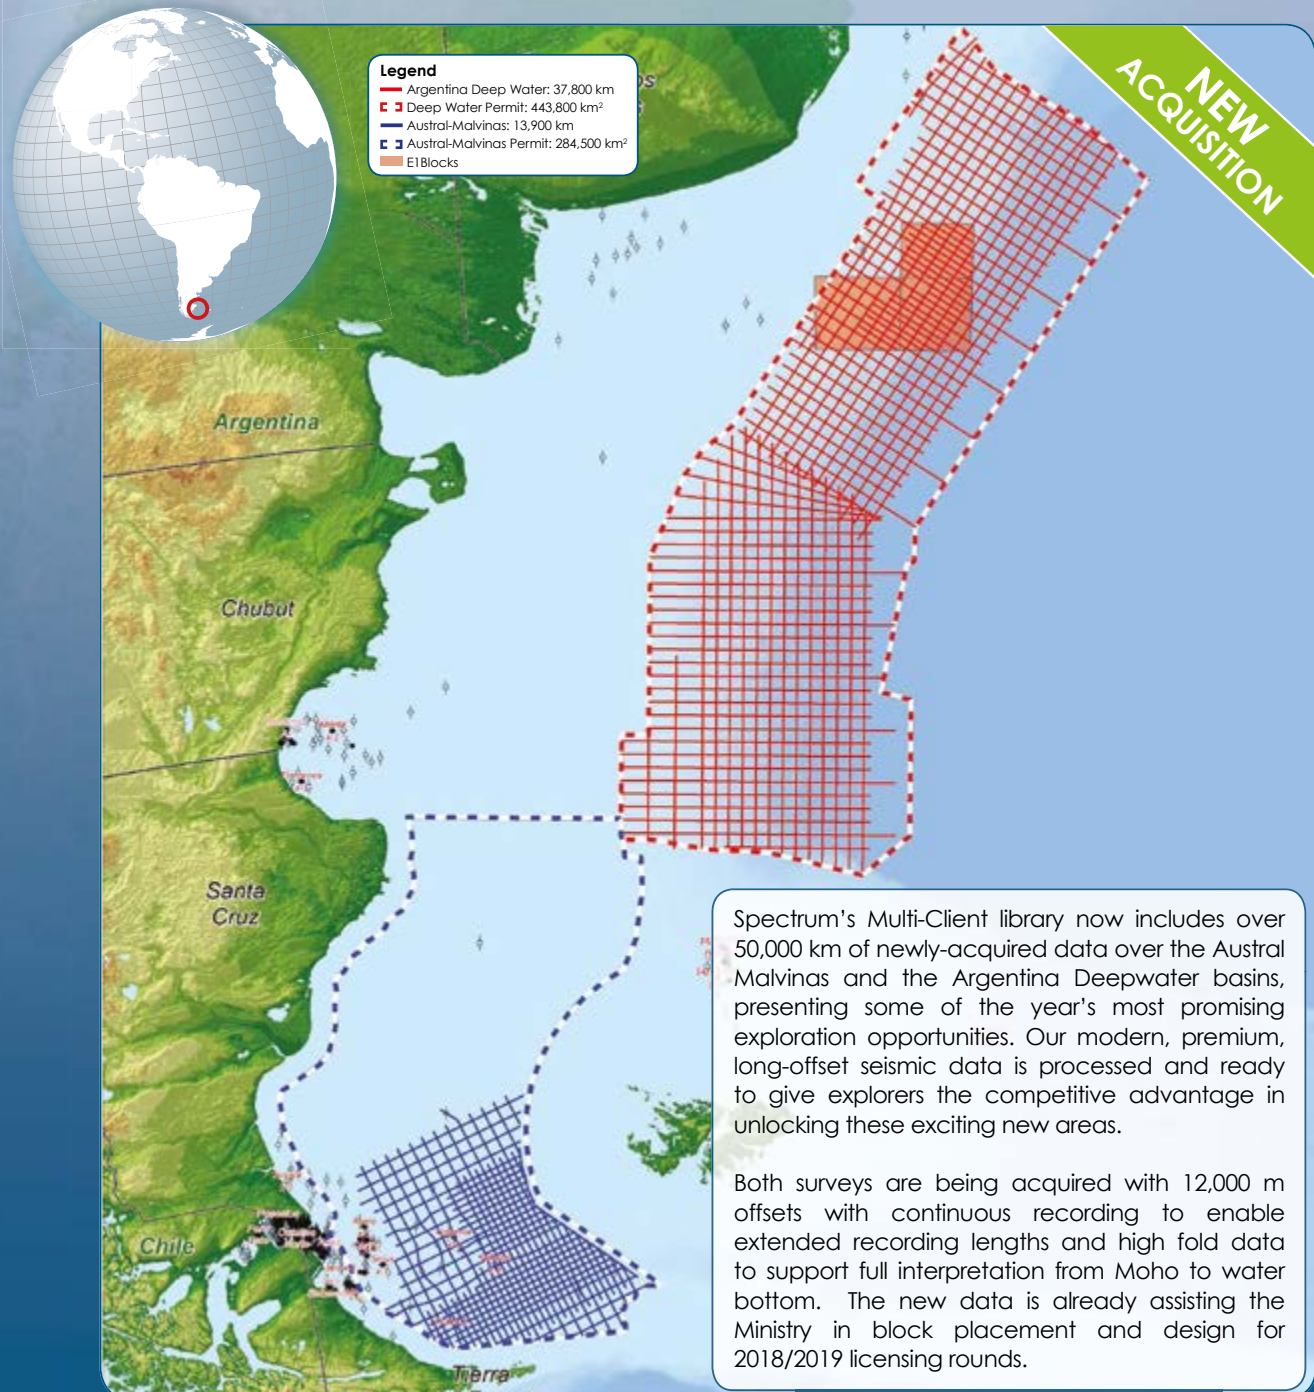 Legend
Argentina Deep Water: 37,800 km
Deep Water Permit: 443,800 km²
Austral-Malvinas: 13,900 km
Austral-Malvinas Permit: 284,500 km²
E1Blocks
NEW
ACQUISITION
Argentina
Chubut
Santa
Cruz
Chile
Tierra
Spectrum's Multi-Client library now includes over
50,000 km of newly-acquired data over the Austral
Malvinas and the Argentina Deepwater basins,
presenting some of the year's most promising
exploration opportunities. Our modern, premium,
long-offset seismic data is processed and ready
to give explorers the competitive advantage in
unlocking these exciting new areas.
Both surveys are being acquired with 12,000 m
offsets with continuous recording to enable
extended recording lengths and high fold data
to support full interpretation from Moho to water
bottom. The new data is already assisting the
Ministry in block placement and design for
2018/2019 licensing rounds.